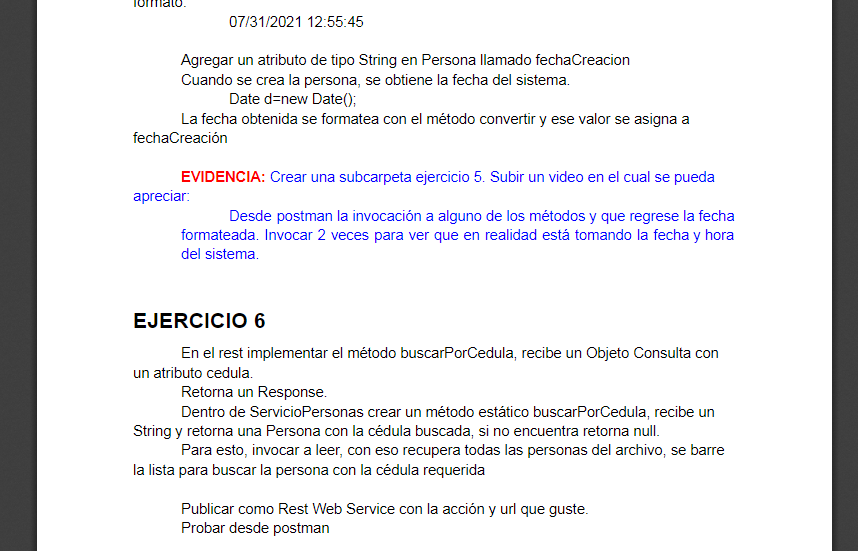 formato:
07/31/2021 12:55:45
Agregar un atributo de tipo String en Persona llamado fechaCreacion
Cuando se crea la persona, se obtiene la fecha del sistema.
Date d=new Date();
La fecha obtenida se formatea con el método convertir y ese valor se asigna a
fechaCreación
EVIDENCIA: Crear una subcarpeta ejercicio 5. Subir un video en el cual se pueda
apreciar:
Desde postman la invocación a alguno de los métodos y que regrese la fecha
formateada. Invocar 2 veces para ver que en realidad está tomando la fecha y hora
del sistema.
EJERCICIO 6
En el rest implementar el método buscarPorCedula, recibe un Objeto Consulta con
un atributo cedula.
Retorna un Response.
Dentro de ServicioPersonas crear un método estático buscarPorCedula, recibe un
String y retorna una Persona con la cédula buscada, si no encuentra retorna null.
Para esto, invocar a leer, con eso recupera todas las personas del archivo, se barre
la lista para buscar la persona con la cédula requerida
Publicar como Rest Web Service con la acción y url que guste.
Probar desde postman